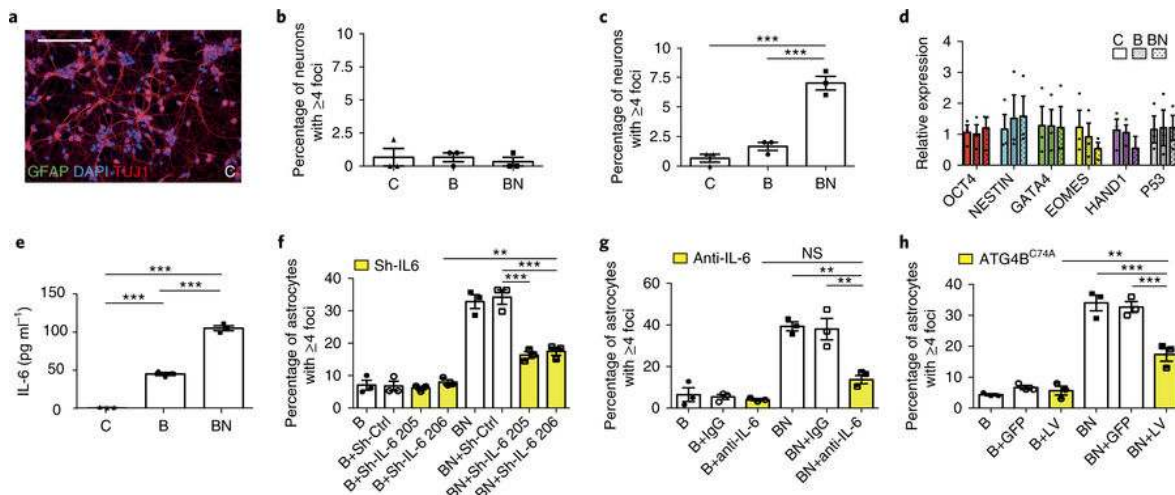 a
GFAP DAPI TUJ1
C
b
Percentage of neurons
with ≥4 foci
10
7.5
5.0
2.5
0
C B BN
c
Percentage of neurons
with ≥4 foci
10
7.5
5.0
2.5
0
***
***
C B BN
d
Relative expression
4
3
2
1
0
C B BN
OCT4 NESTIN GATA4 EOMES HAND1 P53
e
IL-6 (pg ml−1)
150
100
50
0
***
***
***
C B BN
f
Percentage of astrocytes
with ≥4 foci
40
30
20
10
0
Sh-IL6
**
***
***
B
B+Sh-Ctrl
B+Sh-IL-6 205
B+Sh-IL-6 206
BN
BN+Sh-Ctrl
BN+Sh-IL-6 205
BN+Sh-IL-6 206
g
Percentage of astrocytes
with ≥4 foci
60
40
20
0
Anti-IL-6
NS
**
**
B
B+IgG
B+anti-IL-6
BN
BN+IgG
BN+anti-IL-6
h
Percentage of astrocytes
with ≥4 foci
40
30
20
10
0
ATG4BC74A
**
***
***
B
B+GFP
B+LV
BN
BN+GFP
BN+LV